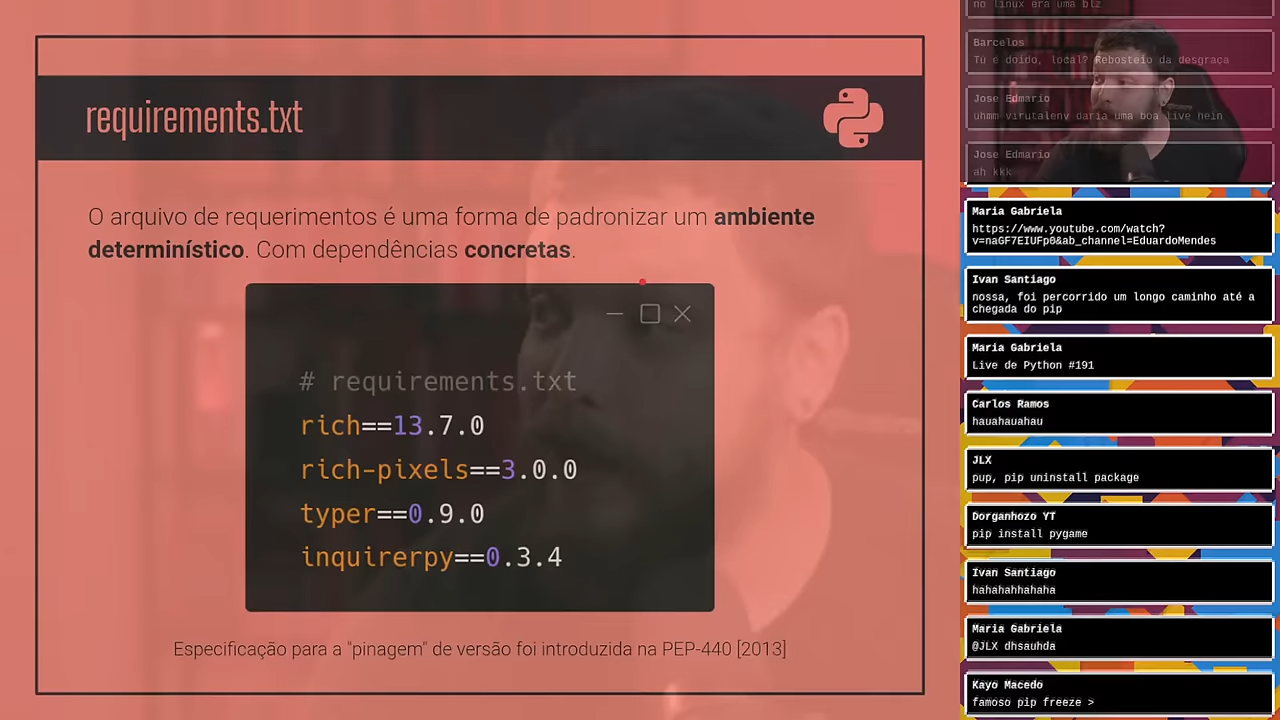 requirements.txt
O arquivo de requerimentos é uma forma de padronizar um ambiente
determinístico. Com dependências concretas.
# requirements.txt
rich==13.7.0
rich-pixels==3.0.0
typer==0.9.0
inquirerpy==0.3.4
Especificação para a "pinagem" de versão foi introduzida na PEP-440 [2013]
no linux era uma blz
Barcelos
Tu é doido, local? Rebosteio da desgraça
Jose Edmario
unmm virutalenv daria uma boa live hein
Jose Edmario
ah kkk
Maria Gabriela
https://www.youtube.com/watch?
v=naGF7EIUFp0&ab_channel=EduardoMendes
Ivan Santiago
nossa, foi percorrido um longo caminho até a
chegada do pip
Maria Gabriela
Live de Python #191
Carlos Ramos
hauahauahau
JLX
pup, pip uninstall package
Dorganhozo YT
pip install pygame
Ivan Santiago
hahahahhahaha
Maria Gabriela
@JLX dhsauhda
Kayo Macedo
famoso pip freeze >